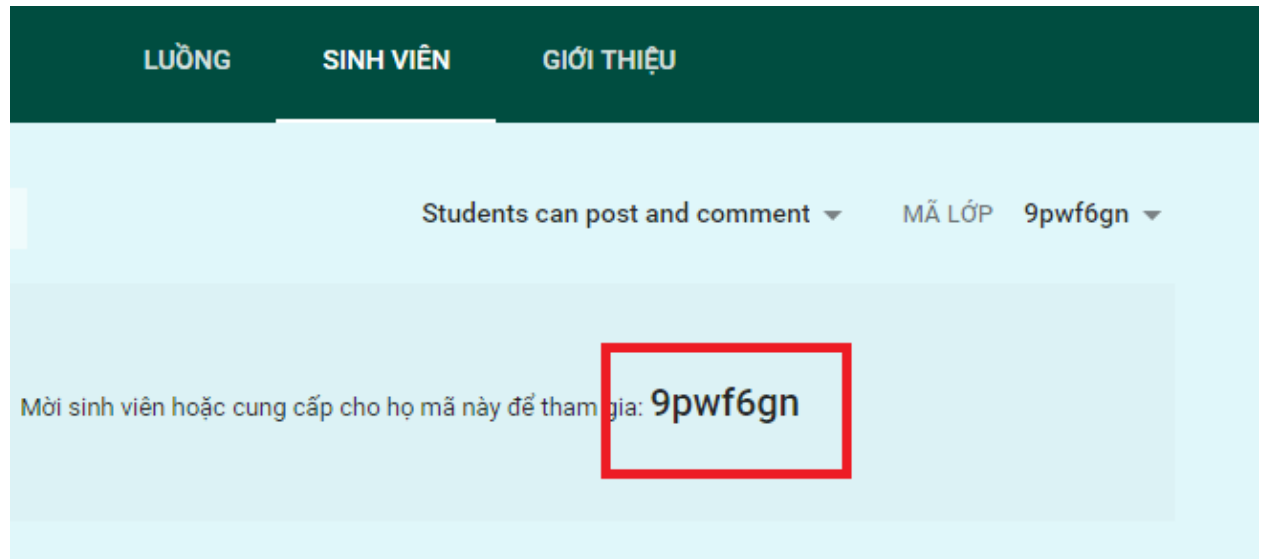 LUỒNG SINH VIÊN GIỚI THIỆU
Students can post and comment MÃ LỚP 9pwf6gn
Mời sinh viên hoặc cung cấp cho họ mã này để tham gia: 9pwf6gn